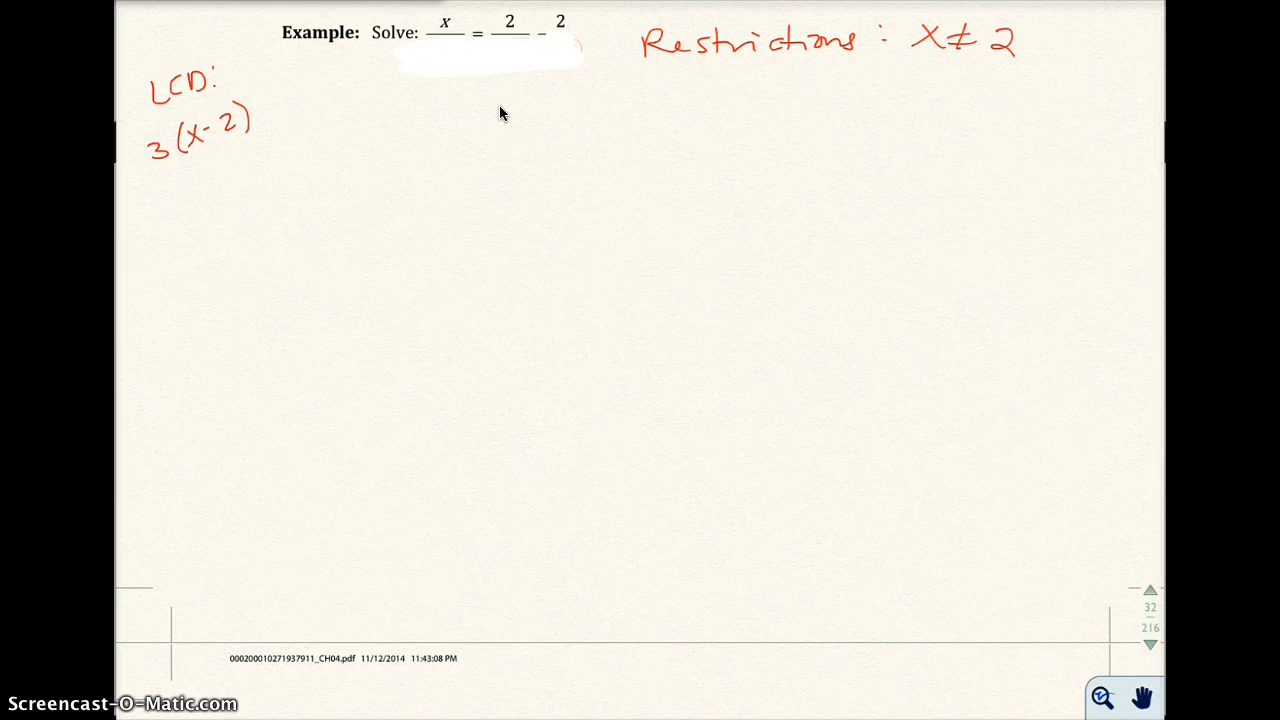 Example: Solve: x/ = 2/ - 2
Restrictions : x ≠ 2
LCD:
3(x-2)
32
216
000200010271937911_CH04.pdf 11/12/2014 11:43:08 PM
Screencast-O-Matic.com